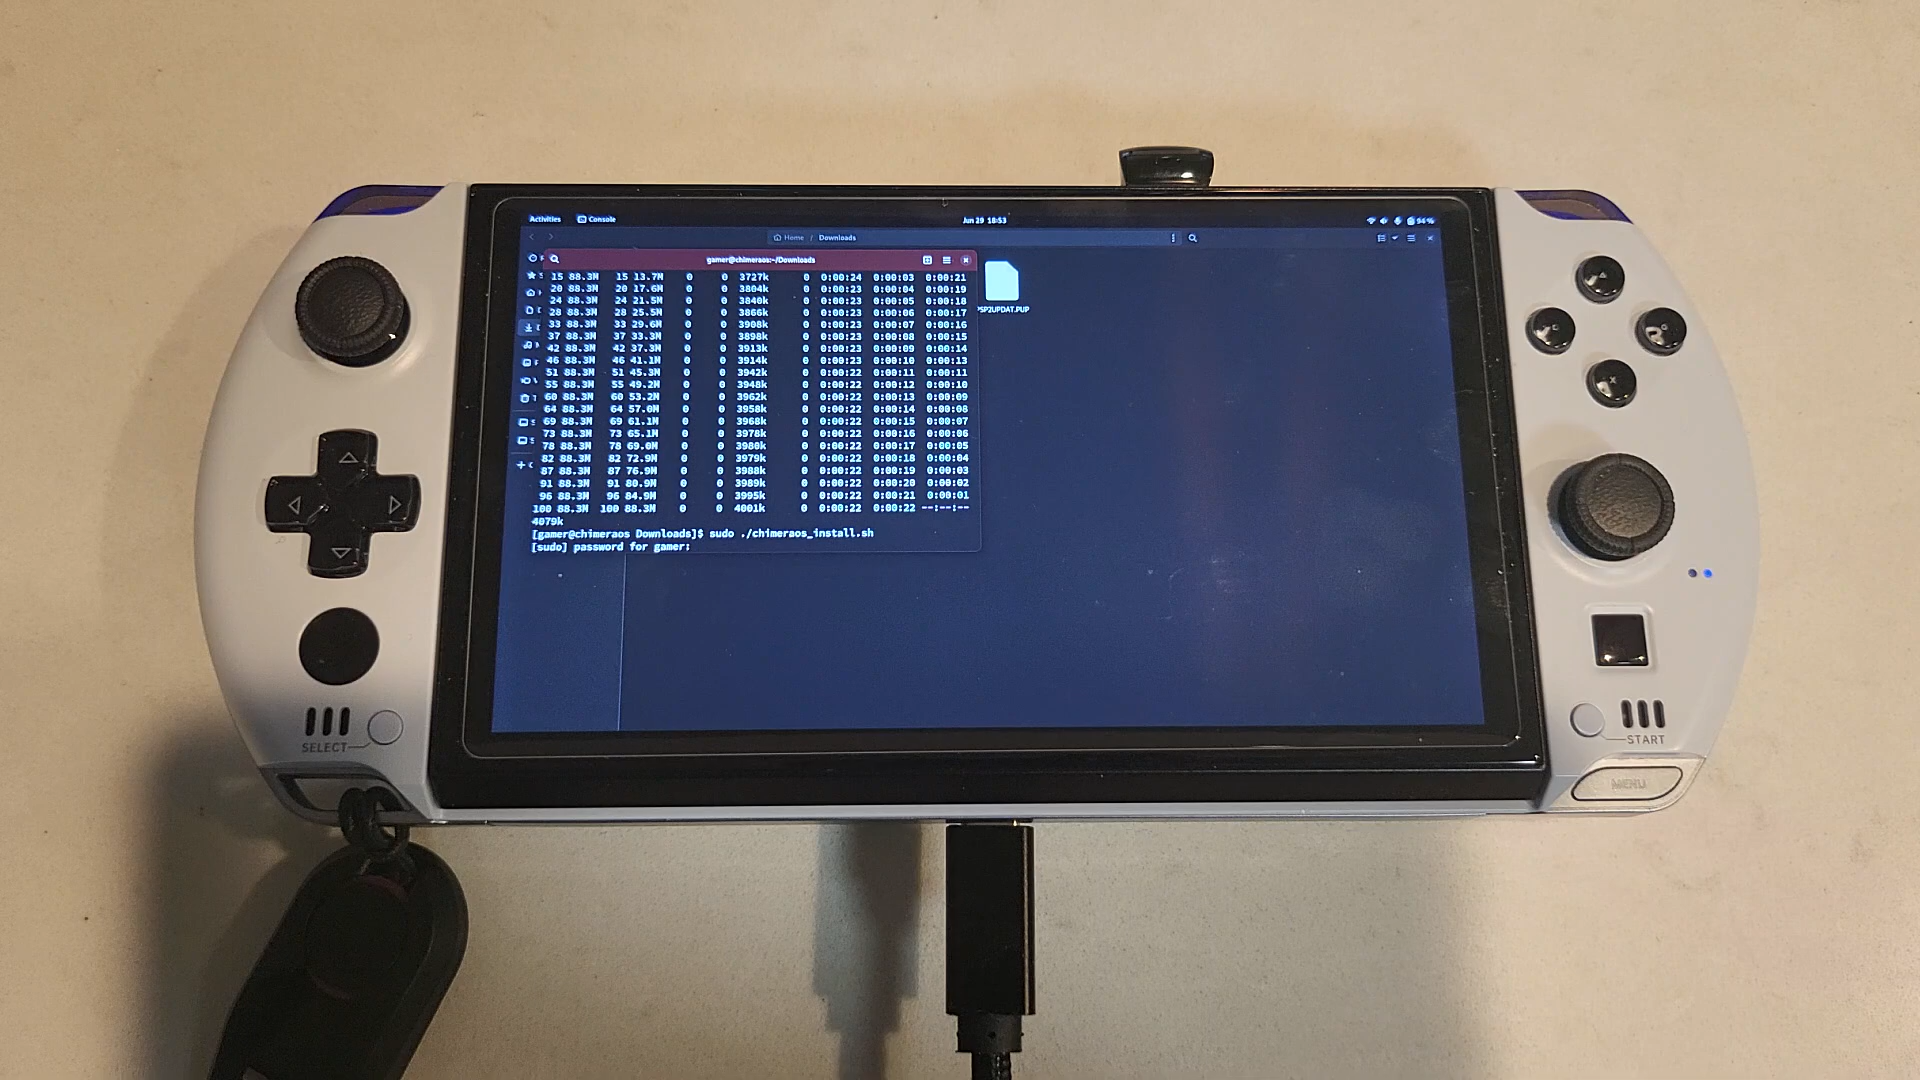 Activities Console Jun 29 18:53 94 %
Home / Downloads
gamer@chimeraos:~/Downloads
15 88.3M 15 13.7M 0 0 3727k 0 0:00:24 0:00:03 0:00:21
20 88.3M 20 17.6M 0 0 3804k 0 0:00:23 0:00:04 0:00:19
24 88.3M 24 21.5M 0 0 3840k 0 0:00:23 0:00:05 0:00:18
28 88.3M 28 25.5M 0 0 3866k 0 0:00:23 0:00:06 0:00:17
33 88.3M 33 29.6M 0 0 3908k 0 0:00:23 0:00:07 0:00:16
37 88.3M 37 33.3M 0 0 3898k 0 0:00:23 0:00:08 0:00:15
42 88.3M 42 37.3M 0 0 3913k 0 0:00:23 0:00:09 0:00:14
46 88.3M 46 41.1M 0 0 3914k 0 0:00:23 0:00:10 0:00:13
51 88.3M 51 45.3M 0 0 3942k 0 0:00:22 0:00:11 0:00:11
55 88.3M 55 49.2M 0 0 3948k 0 0:00:22 0:00:12 0:00:10
60 88.3M 60 53.2M 0 0 3962k 0 0:00:22 0:00:13 0:00:09
64 88.3M 64 57.0M 0 0 3958k 0 0:00:22 0:00:14 0:00:08
69 88.3M 69 61.1M 0 0 3968k 0 0:00:22 0:00:15 0:00:07
73 88.3M 73 65.1M 0 0 3978k 0 0:00:22 0:00:16 0:00:06
78 88.3M 78 69.0M 0 0 3980k 0 0:00:22 0:00:17 0:00:05
82 88.3M 82 72.9M 0 0 3979k 0 0:00:22 0:00:18 0:00:04
87 88.3M 87 76.9M 0 0 3988k 0 0:00:22 0:00:19 0:00:03
91 88.3M 91 80.9M 0 0 3989k 0 0:00:22 0:00:20 0:00:02
96 88.3M 96 84.9M 0 0 3995k 0 0:00:22 0:00:21 0:00:01
100 88.3M 100 88.3M 0 0 4001k 0 0:00:22 0:00:22 --:--:--
4079k
[gamer@chimeraos Downloads]$ sudo ./chimeraos_install.sh
[sudo] password for gamer:
PSP2UPDAT.PUP
X
SELECT
START
MENU